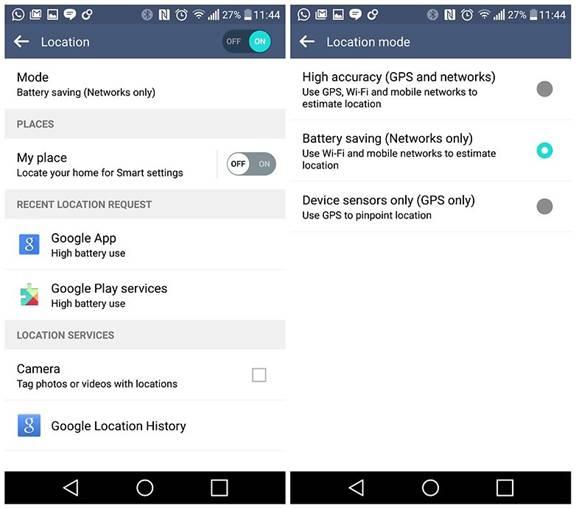 27% 11:44
Location
OFF ON
Mode
Battery saving (Networks only)
PLACES
My place
Locate your home for Smart settings
OFF ON
RECENT LOCATION REQUEST
Google App
High battery use
Google Play services
High battery use
LOCATION SERVICES
Camera
Tag photos or videos with locations
Google Location History
27% 11:44
Location mode
High accuracy (GPS and networks)
Use GPS, Wi-Fi and mobile networks to
estimate location
Battery saving (Networks only)
Use Wi-Fi and mobile networks to estimate
location
Device sensors only (GPS only)
Use GPS to pinpoint location